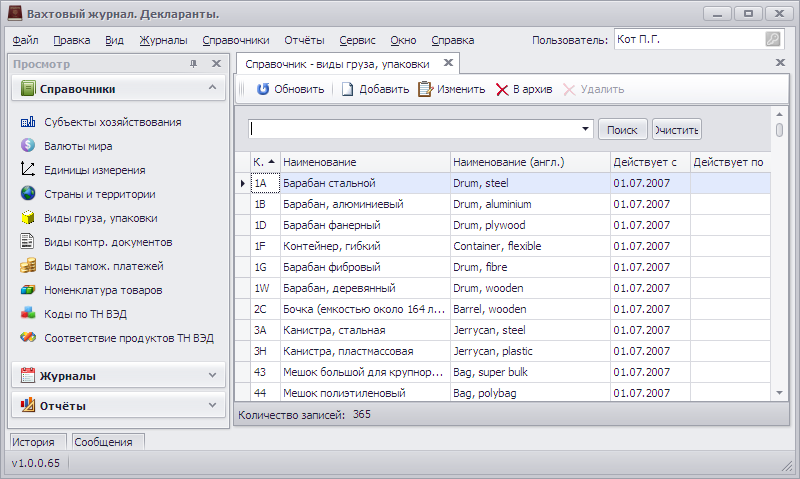 Вахтовый журнал. Декларанты.
Файл Правка Вид Журналы Справочники Отчёты Сервис Окно Справка Пользователь: Кот П.Г.
Просмотр
Справочники
Субъекты хозяйствования
Валюты мира
Единицы измерения
Страны и территории
Виды груза, упаковки
Виды контр. документов
Виды тамож. платежей
Номенклатура товаров
Коды по ТН ВЭД
Соответствие продуктов ТН ВЭД
Журналы
Отчёты
Справочник - виды груза, упаковки
Обновить Добавить Изменить В архив Удалить
Поиск Очистить
К. Наименование Наименование (англ.) Действует с Действует по
1A Барабан стальной Drum, steel 01.07.2007
1B Барабан, алюминиевый Drum, aluminium 01.07.2007
1D Барабан фанерный Drum, plywood 01.07.2007
1F Контейнер, гибкий Container, flexible 01.07.2007
1G Барабан фибровый Drum, fibre 01.07.2007
1W Барабан, деревянный Drum, wooden 01.07.2007
2C Бочка (емкостью около 164 л... Barrel, wooden 01.07.2007
3A Канистра, стальная Jerrycan, steel 01.07.2007
3H Канистра, пластмассовая Jerrycan, plastic 01.07.2007
43 Мешок большой для крупнор... Bag, super bulk 01.07.2007
44 Мешок полиэтиленовый Bag, polybag 01.07.2007
Количество записей: 365
История Сообщения
v1.0.0.65